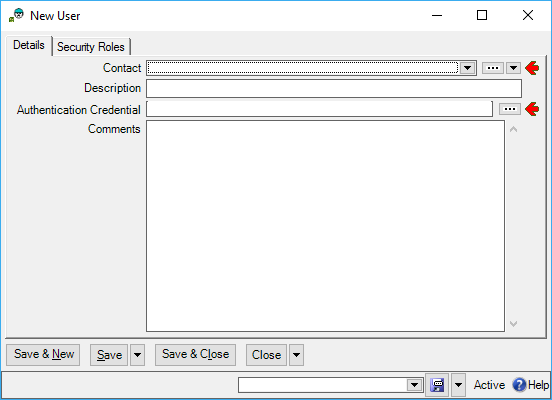 New User
Details Security Roles
Contact
Description
Authentication Credential
Comments
Save & New Save Save & Close Close
Active Help